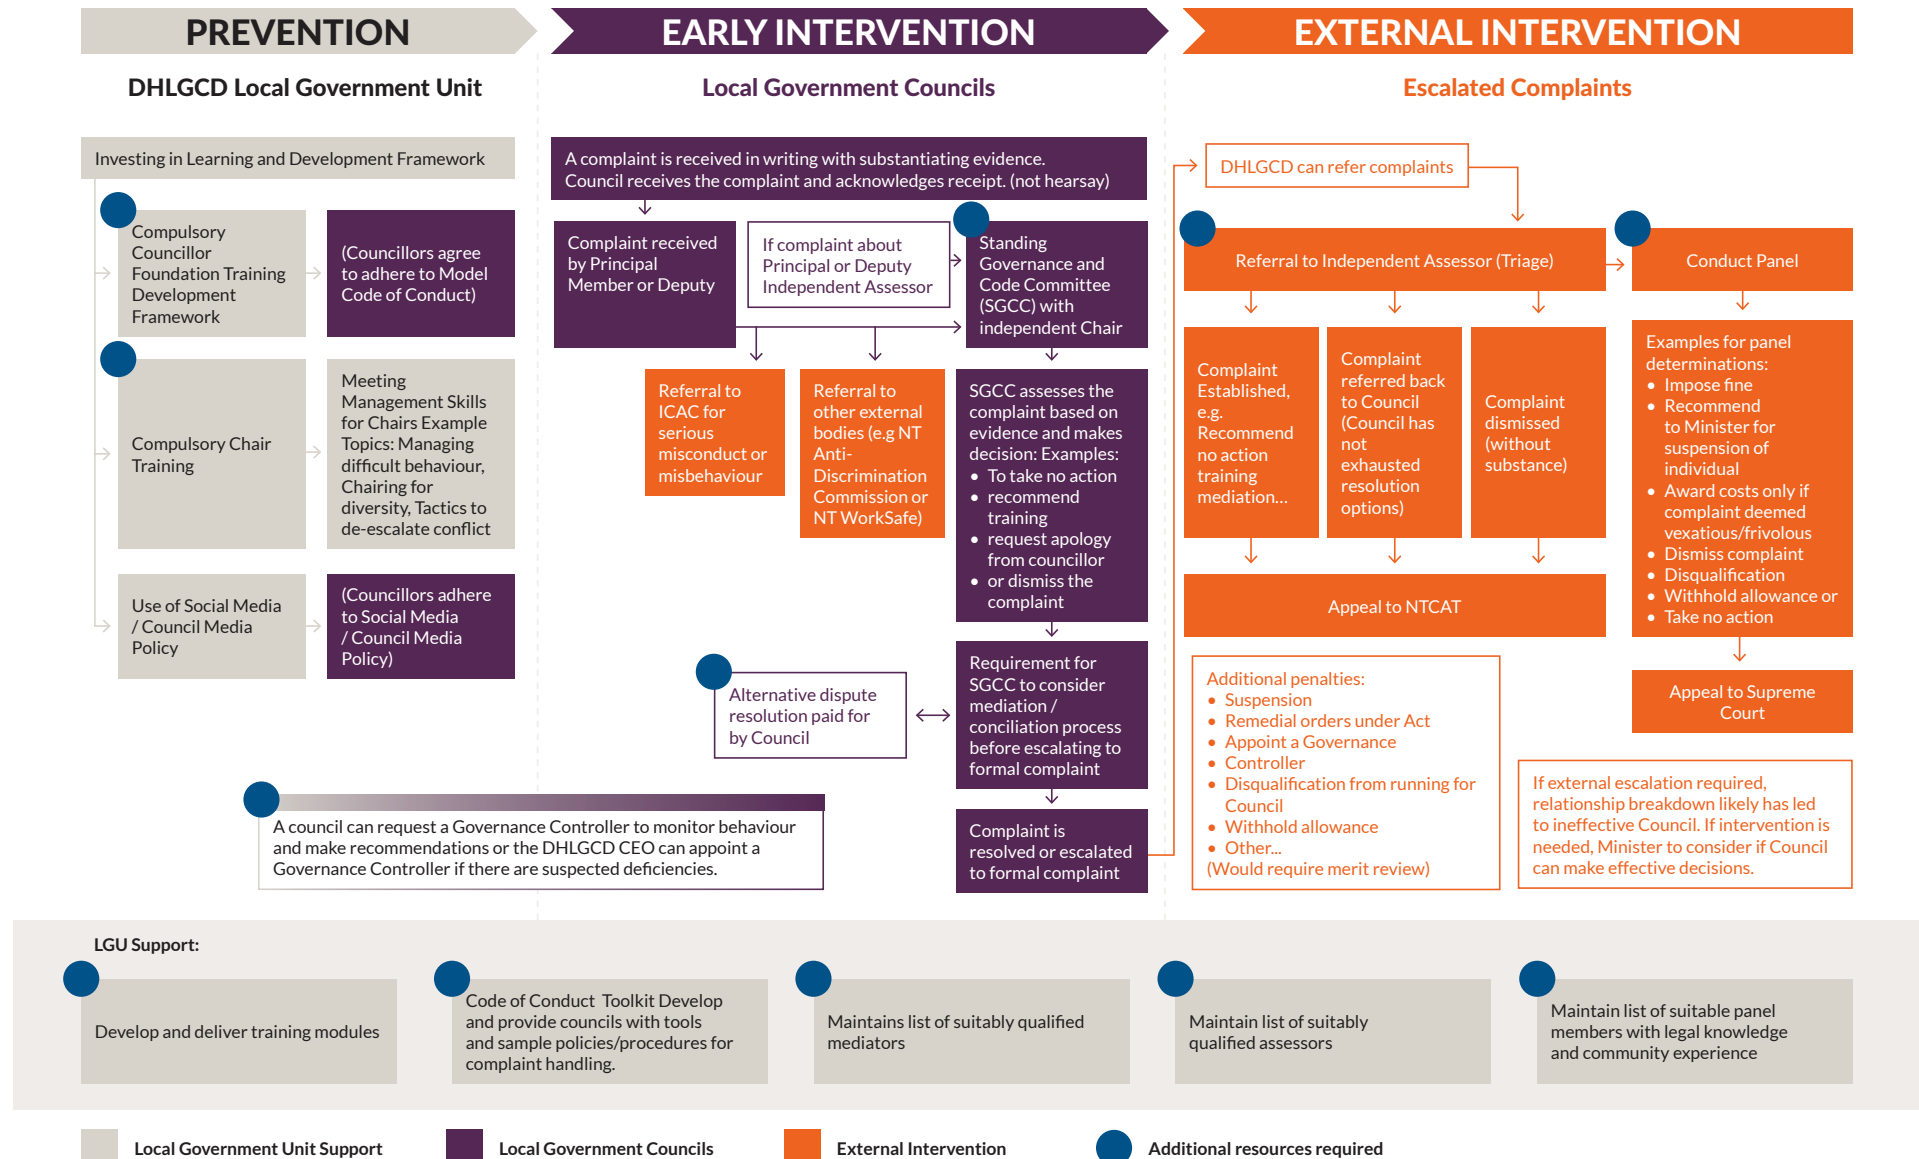 PREVENTION
EARLY INTERVENTION
EXTERNAL INTERVENTION
DHLGCD Local Government Unit
Local Government Councils
Escalated Complaints
Investing in Learning and Development Framework
Compulsory
Councillor
Foundation Training
Development
Framework
(Councillors agree
to adhere to Model
Code of Conduct)
Compulsory Chair
Training
Meeting
Management Skills
for Chairs Example
Topics: Managing
difficult behaviour,
Chairing for
diversity, Tactics to
de-escalate conflict
Use of Social Media
/ Council Media
Policy
(Councillors adhere
to Social Media
/ Council Media
Policy)
A complaint is received in writing with substantiating evidence.
Council receives the complaint and acknowledges receipt. (not hearsay)
Complaint received
by Principal
Member or Deputy
If complaint about
Principal or Deputy
Independent Assessor
Standing
Governance and
Code Committee
(SGCC) with
independent Chair
Referral to
ICAC for
serious
misconduct or
misbehaviour
Referral to
other external
bodies (e.g NT
Anti-
Discrimination
Commission or
NT WorkSafe)
SGCC assesses the
complaint based on
evidence and makes
decision: Examples:
• To take no action
• recommend
training
• request apology
from councillor
• or dismiss the
complaint
Alternative dispute
resolution paid for
by Council
Requirement for
SGCC to consider
mediation /
conciliation process
before escalating to
formal complaint
Complaint is
resolved or escalated
to formal complaint
A council can request a Governance Controller to monitor behaviour
and make recommendations or the DHLGCD CEO can appoint a
Governance Controller if there are suspected deficiencies.
DHLGCD can refer complaints
Referral to Independent Assessor (Triage)
Conduct Panel
Complaint
Established,
e.g.
Recommend
no action
training
mediation...
Complaint
referred back
to Council
(Council has
not
exhausted
resolution
options)
Complaint
dismissed
(without
substance)
Appeal to NTCAT
Examples for panel
determinations:
• Impose fine
• Recommend
to Minister for
suspension of
individual
• Award costs only if
complaint deemed
vexatious/frivolous
• Dismiss complaint
• Disqualification
• Withhold allowance or
• Take no action
Appeal to Supreme
Court
Additional penalties:
• Suspension
• Remedial orders under Act
• Appoint a Governance
• Controller
• Disqualification from running for
Council
• Withhold allowance
• Other...
(Would require merit review)
If external escalation required,
relationship breakdown likely has led
to ineffective Council. If intervention is
needed, Minister to consider if Council
can make effective decisions.
LGU Support:
Develop and deliver training modules
Code of Conduct Toolkit Develop
and provide councils with tools
and sample policies/procedures for
complaint handling.
Maintains list of suitably qualified
mediators
Maintain list of suitably
qualified assessors
Maintain list of suitable panel
members with legal knowledge
and community experience
Local Government Unit Support
Local Government Councils
External Intervention
Additional resources required